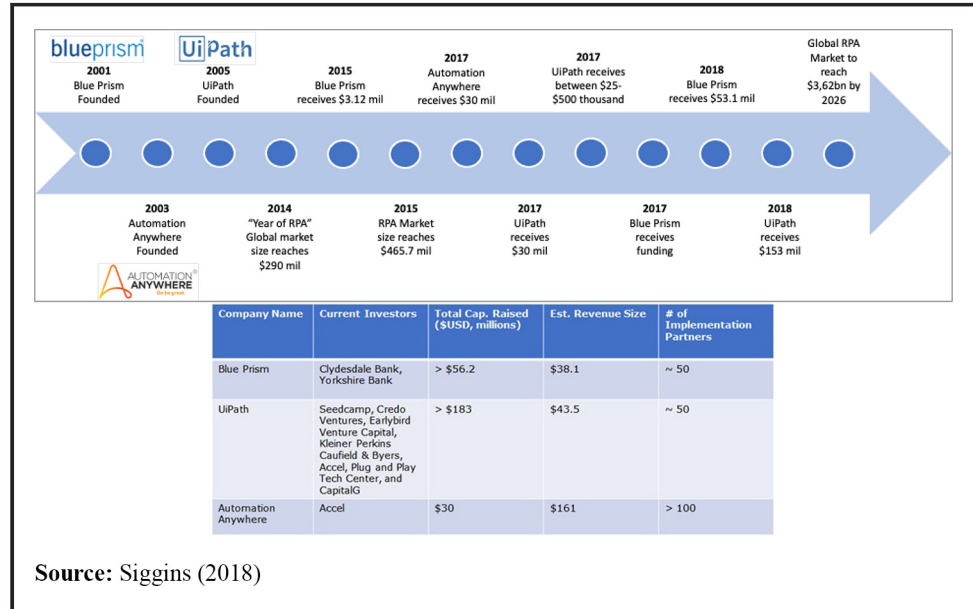 blueprism
UiPath
2001
Blue Prism
Founded
2005
UiPath
Founded
2015
Blue Prism
receives $3.12 mil
2017
Automation
Anywhere
receives $30 mil
2017
UiPath receives
between $25-
$500 thousand
2018
Blue Prism
receives $53.1 mil
Global RPA
Market to
reach
$3,62bn by
2026
2003
Automation
Anywhere
Founded
AUTOMATION®
ANYWHERE
Go be great.
2014
“Year of RPA”
Global market
size reaches
$290 mil
2015
RPA Market
size reaches
$465.7 mil
2017
UiPath
receives
$30 mil
2017
Blue Prism
receives
funding
2018
UiPath
receives
$153 mil
Company Name
Current Investors
Total Cap. Raised
($USD, millions)
Est. Revenue Size
# of
Implementation
Partners
Blue Prism
Clydesdale Bank,
Yorkshire Bank
> $56.2
$38.1
~ 50
UiPath
Seedcamp, Credo
Ventures, Earlybird
Venture Capital,
Kleiner Perkins
Caufield & Byers,
Accel, Plug and Play
Tech Center, and
CapitalG
> $183
$43.5
~ 50
Automation
Anywhere
Accel
$30
$161
> 100
Source: Siggins (2018)